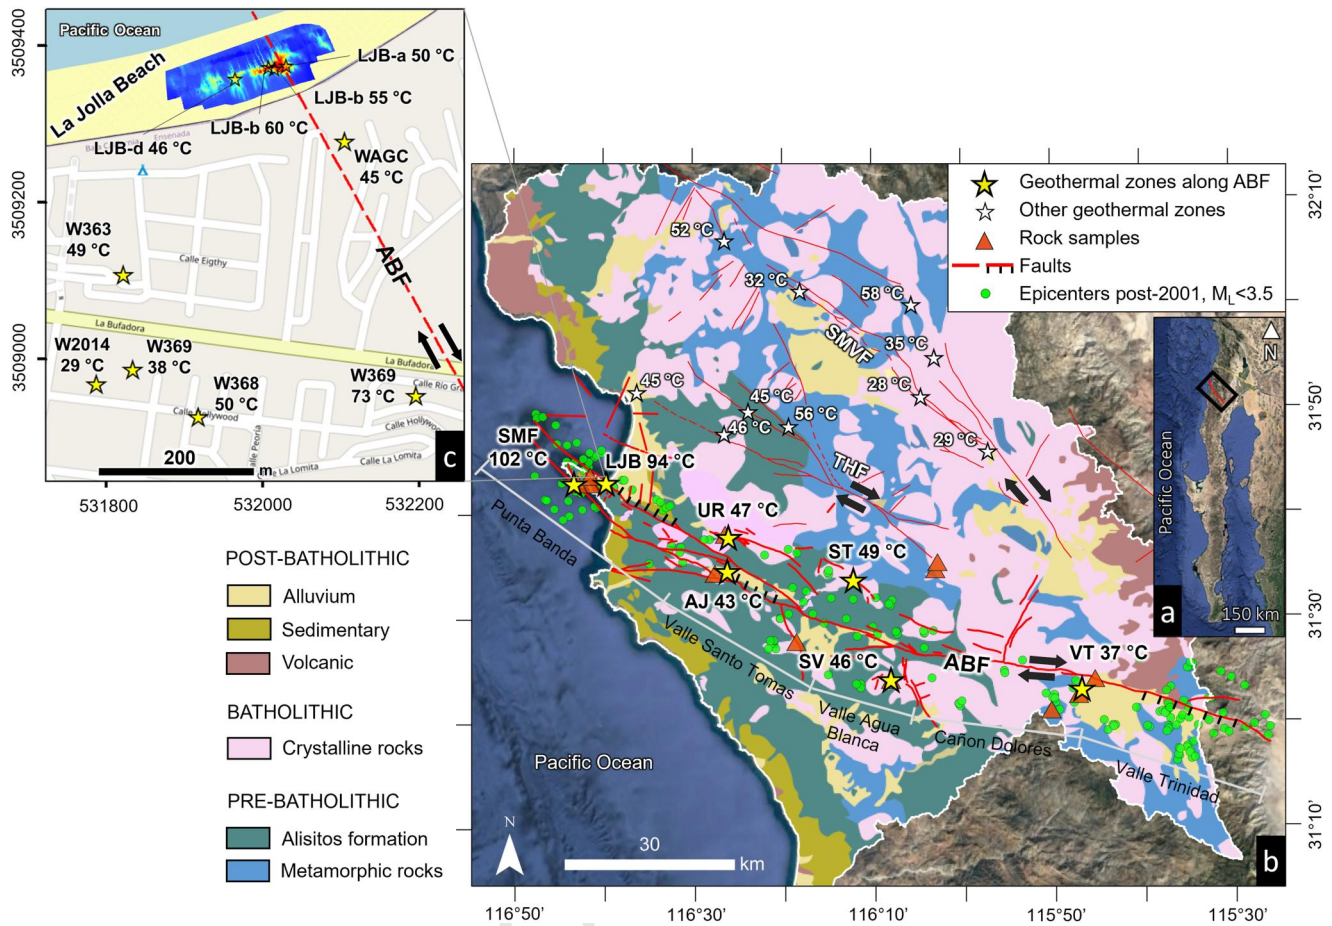 3509400
3509200
3509000
Pacific Ocean
La Jolla Beach
LJB-a 50 °C
LJB-b 55 °C
LJB-b 60 °C
LJB-d 46 °C
Ensenada
WAGC
45 °C
W363
49 °C
Calle Eigthy
ABF
La Bufadora
La Bufadora
W2014
29 °C
W369
38 °C
W368
50 °C
W369
73 °C
Calle Peoria
Calle La Lomita
200
m
c
531800
532000
532200
Geothermal zones along ABF
Other geothermal zones
Rock samples
Faults
Epicenters post-2001, ML<3.5
N
Pacific Ocean
a
150 km
32°10'
31°50'
31°30'
31°10'
52 °C
32 °C
58 °C
SMVF
35 °C
28 °C
45 °C
45 °C
56 °C
46 °C
29 °C
THF
SMF
102 °C
LJB 94 °C
UR 47 °C
ST 49 °C
AJ 43 °C
SV 46 °C
ABF
VT 37 °C
Punta Banda
Valle Santo Tomas
Valle Agua
Blanca
Cañon Dolores
Valle Trinidad
Pacific Ocean
N
30
km
b
116°50'
116°30'
116°10'
115°50'
115°30'
POST-BATHOLITHIC
Alluvium
Sedimentary
Volcanic
BATHOLITHIC
Crystalline rocks
PRE-BATHOLITHIC
Alisitos formation
Metamorphic rocks